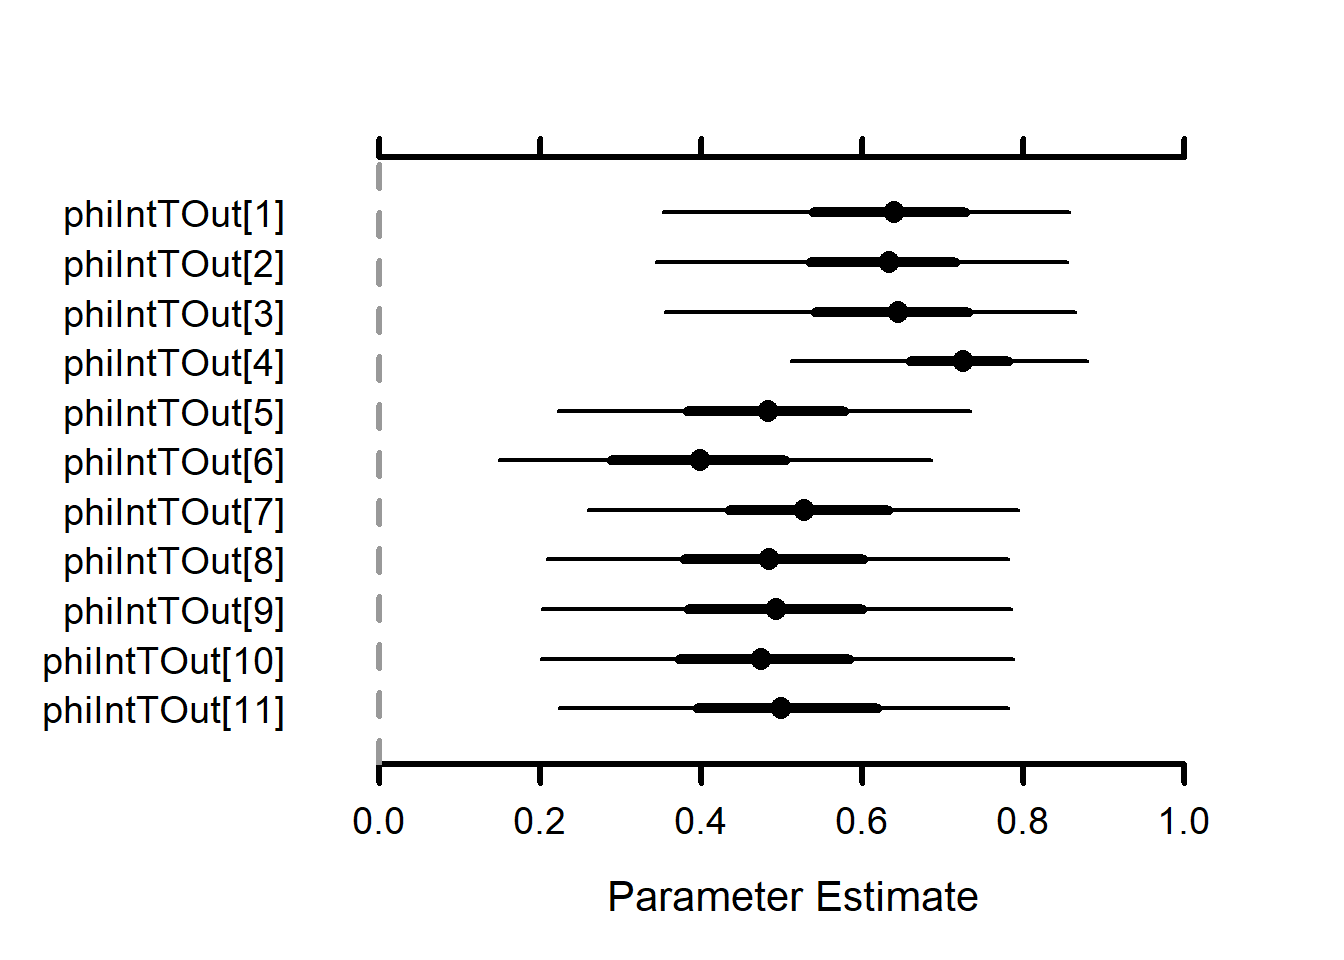 phiIntTOut[1]
phiIntTOut[2]
phiIntTOut[3]
phiIntTOut[4]
phiIntTOut[5]
phiIntTOut[6]
phiIntTOut[7]
phiIntTOut[8]
phiIntTOut[9]
phiIntTOut[10]
phiIntTOut[11]
0.0 0.2 0.4 0.6 0.8 1.0
Parameter Estimate